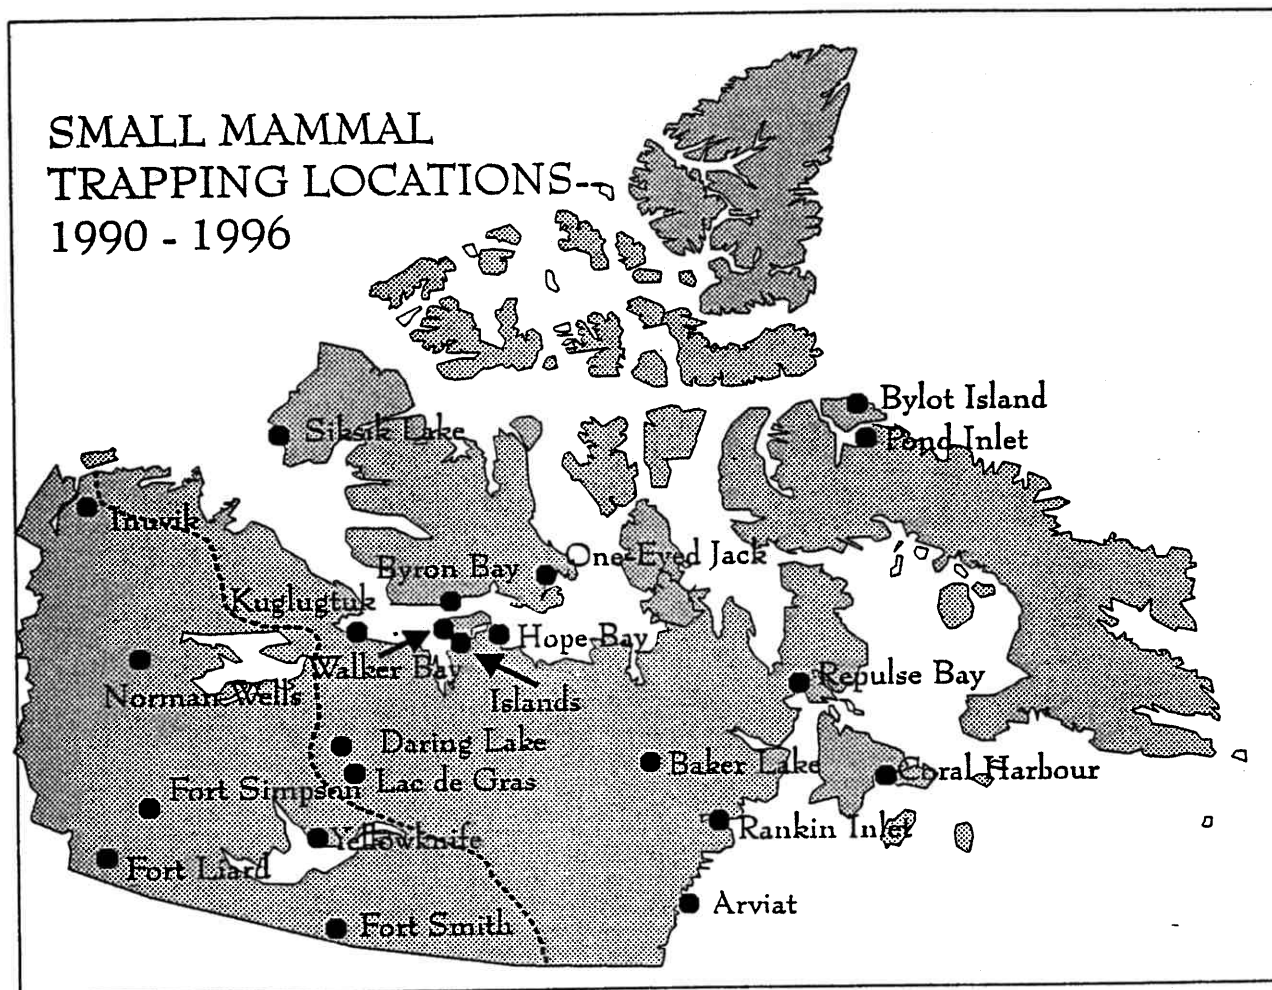 SMALL MAMMAL
TRAPPING LOCATIONS--
1990 - 1996
Bylot Island
Siksik Lake
Pond Inlet
Inuvik
One-Eyed Jack
Byron Bay
Kuglugtuk
Hope Bay
Walker Bay
Repulse Bay
Norman Wells
Islands
Daring Lake
Baker Lake
Coral Harbour
Lac de Gras
Fort Simpson
Rankin Inlet
Yellowknife
Fort Liard
Arviat
Fort Smith